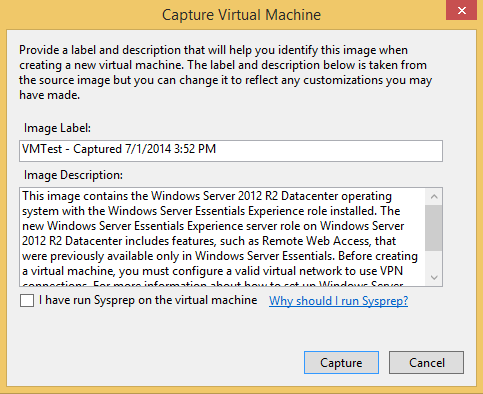 Capture Virtual Machine
Provide a label and description that will help you identify this image when
creating a new virtual machine. The label and description below is taken from
the source image but you can change it to reflect any customizations you may
have made.
Image Label:
VMTest - Captured 7/1/2014 3:52 PM
Image Description:
This image contains the Windows Server 2012 R2 Datacenter operating
system with the Windows Server Essentials Experience role installed. The
new Windows Server Essentials Experience server role on Windows Server
2012 R2 Datacenter includes features, such as Remote Web Access, that
were previously available only in Windows Server Essentials. Before creating
a virtual machine, you must configure a valid virtual network to use VPN
connections. For more information about how to set up Windows Server
I have run Sysprep on the virtual machine Why should I run Sysprep?
Capture Cancel